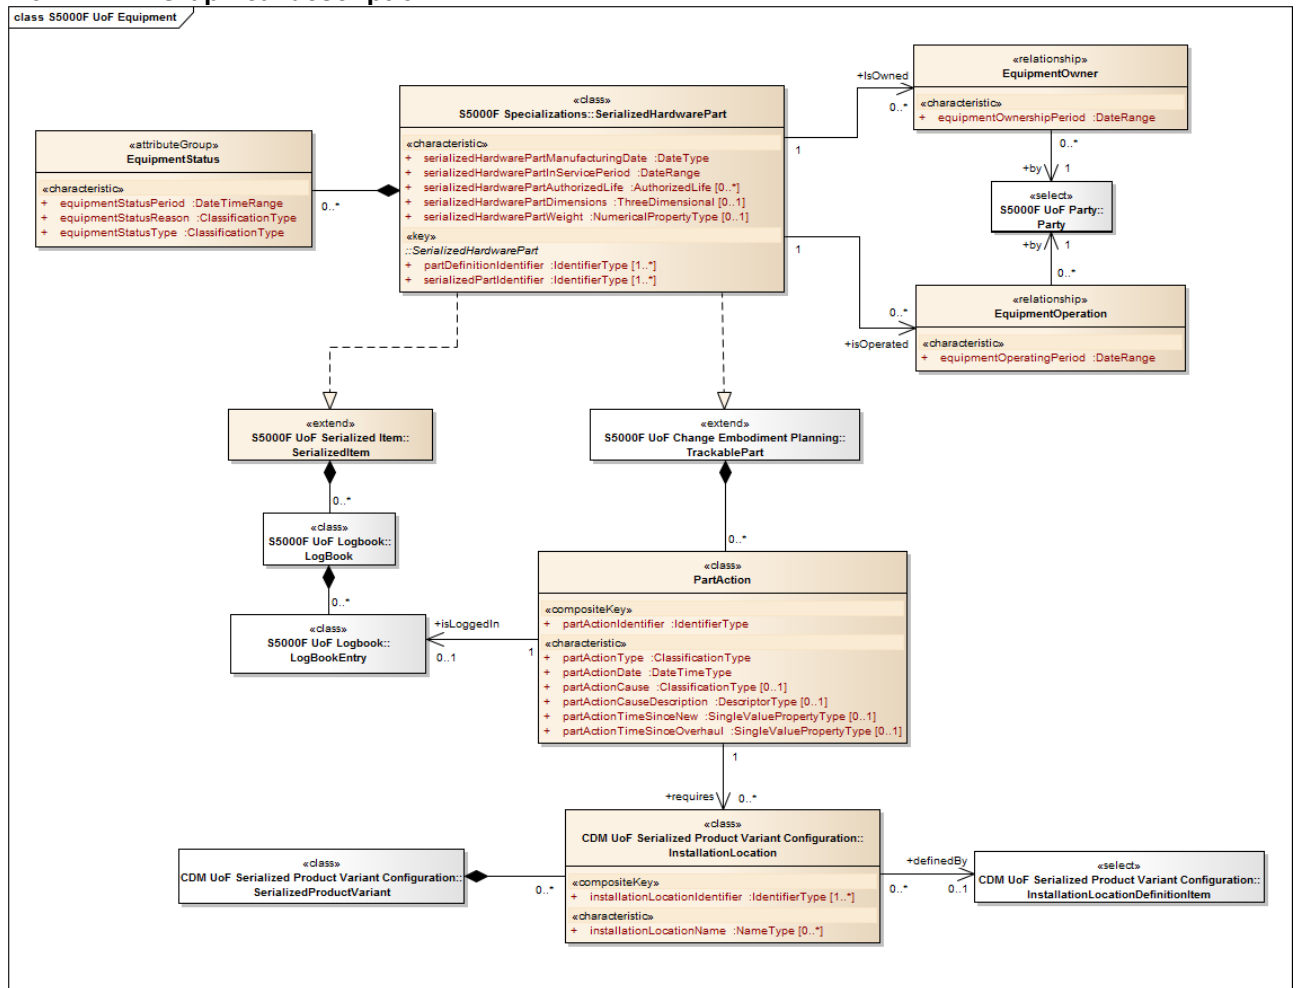 class S5000F UoF Equipment
«relationship»
EquipmentOwner
«characteristic»
+ equipmentOwnershipPeriod :DateRange
+IsOwned
0..*
1
«class»
S5000F Specializations::SerializedHardwarePart
«characteristic»
+ serializedHardwarePartManufacturingDate :DateType
+ serializedHardwarePartInServicePeriod :DateRange
+ serializedHardwarePartAuthorizedLife :AuthorizedLife [0..*]
+ serializedHardwarePartDimensions :ThreeDimensional [0..1]
+ serializedHardwarePartWeight :NumericalPropertyType [0..1]
«key»
::SerializedHardwarePart
+ partDefinitionIdentifier :IdentifierType [1..*]
+ serializedPartIdentifier :IdentifierType [1..*]
«attributeGroup»
EquipmentStatus
«characteristic»
+ equipmentStatusPeriod :DateTimeRange
+ equipmentStatusReason :ClassificationType
+ equipmentStatusType :ClassificationType
0..*
0..*
+by
1
«select»
S5000F UoF Party::
Party
+by
1
0..*
1
0..*
+isOperated
«relationship»
EquipmentOperation
«characteristic»
+ equipmentOperatingPeriod :DateRange
«extend»
S5000F UoF Serialized Item::
SerializedItem
«extend»
S5000F UoF Change Embodiment Planning::
TrackablePart
0..*
«class»
S5000F UoF Logbook::
LogBook
0..*
0..*
«class»
S5000F UoF Logbook::
LogBookEntry
+isLoggedIn
0..1
1
«class»
PartAction
«compositeKey»
+ partActionIdentifier :IdentifierType
«characteristic»
+ partActionType :ClassificationType
+ partActionDate :DateTimeType
+ partActionCause :ClassificationType [0..1]
+ partActionCauseDescription :DescriptorType [0..1]
+ partActionTimeSinceNew :SingleValuePropertyType [0..1]
+ partActionTimeSinceOverhaul :SingleValuePropertyType [0..1]
1
+requires
0..*
«class»
CDM UoF Serialized Product Variant Configuration::
InstallationLocation
«compositeKey»
+ installationLocationIdentifier :IdentifierType [1..*]
«characteristic»
+ installationLocationName :NameType [0..*]
«class»
CDM UoF Serialized Product Variant Configuration::
SerializedProductVariant
0..*
+definedBy
0..*
0..1
«select»
CDM UoF Serialized Product Variant Configuration::
InstallationLocationDefinitionItem